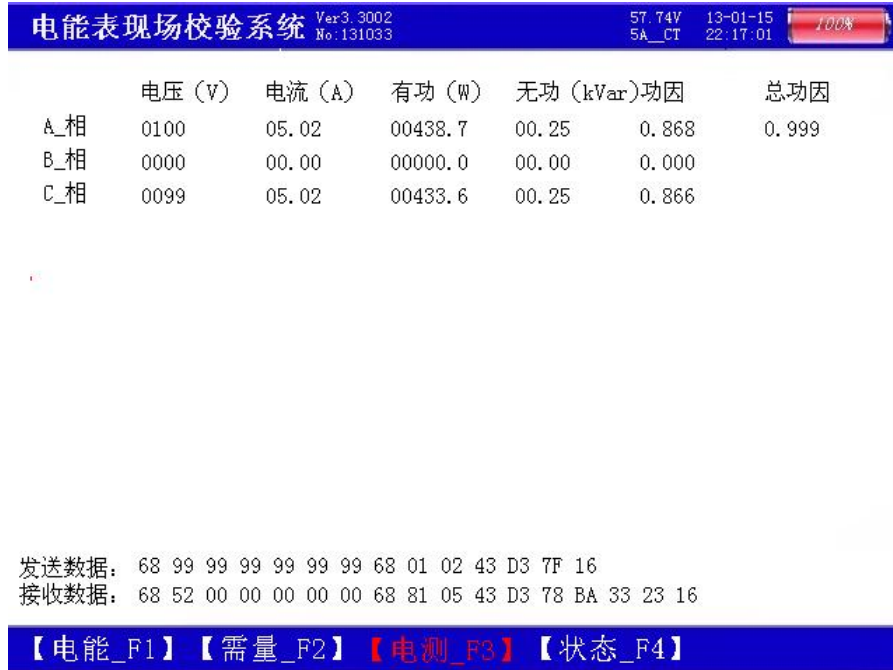 电能表现场校验系统 Ver3.3002 No:131033 57.74V 5A__CT 13-01-15 22:17:01 100%
电压(V) 电流(A) 有功(W) 无功(kVar)功因 总功因
A_相 0100 05.02 00438.7 00.25 0.868 0.999
B_相 0000 00.00 00000.0 00.00 0.000
C_相 0099 05.02 00433.6 00.25 0.866
发送数据: 68 99 99 99 99 99 99 68 01 02 43 D3 7F 16
接收数据: 68 52 00 00 00 00 00 68 81 05 43 D3 78 BA 33 23 16
【电能_F1】【需量_F2】【电测_F3】【状态_F4】